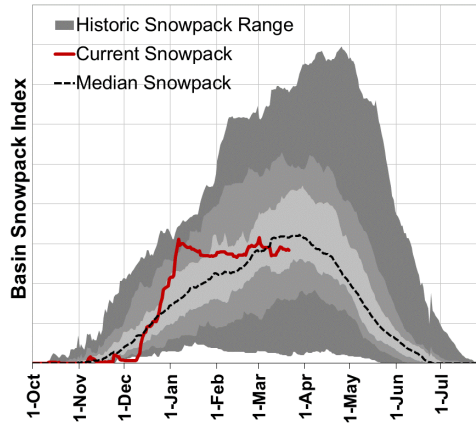 Historic Snowpack Range
Current Snowpack
Median Snowpack
Basin Snowpack Index
1-Oct
1-Nov
1-Dec
1-Jan
1-Feb
1-Mar
1-Apr
1-May
1-Jun
1-Jul